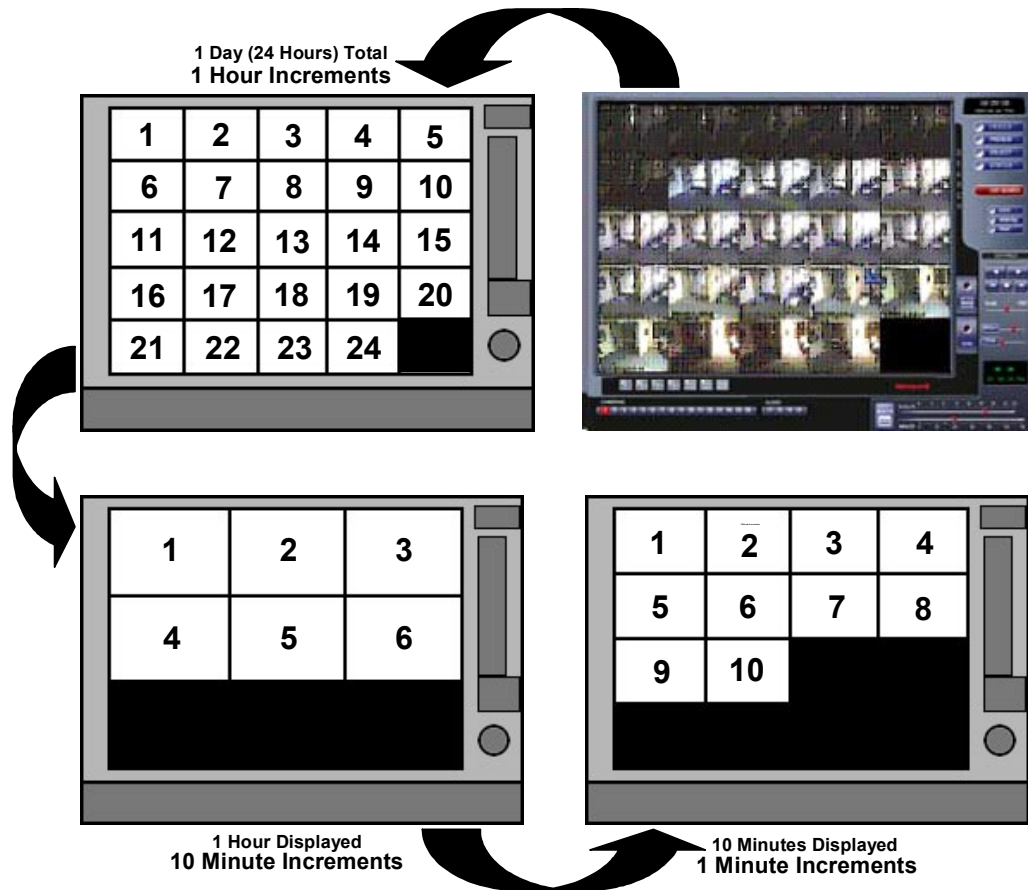 1 Day (24 Hours) Total
1 Hour Increments
1 2 3 4 5
6 7 8 9 10
11 12 13 14 15
16 17 18 19 20
21 22 23 24
1 2 3
4 5 6
1 2 3 4
5 6 7 8
9 10
1 Hour Displayed
10 Minute Increments
10 Minutes Displayed
1 Minute Increments